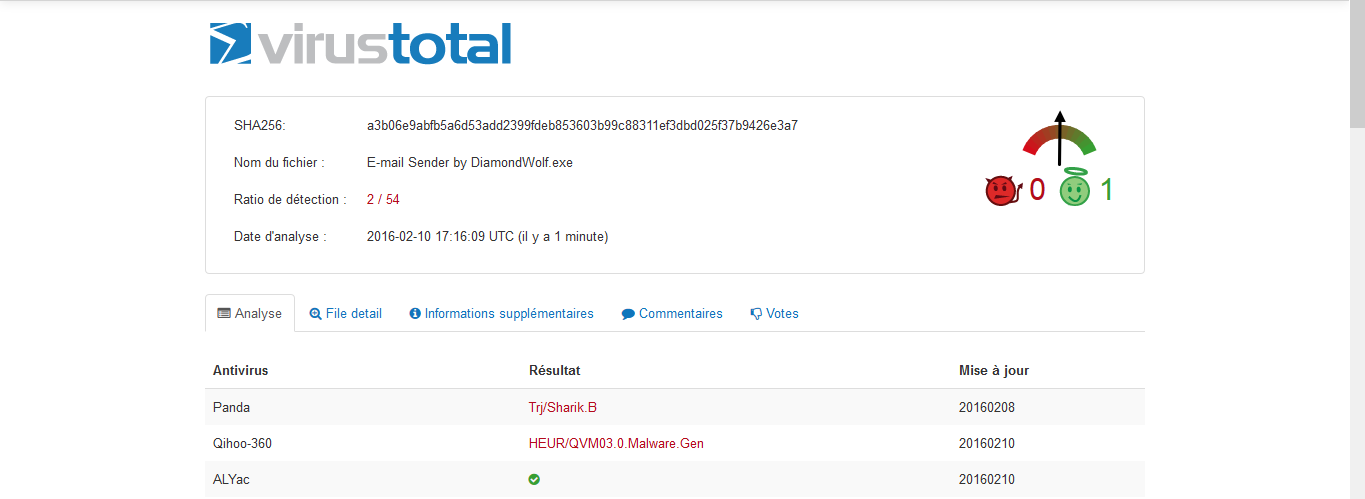 virustotal
SHA256: a3b06e9abfb5a6d53add2399fdeb853603b99c88311ef3dbd025f37b9426e3a7
Nom du fichier : E-mail Sender by DiamondWolf.exe
Ratio de détection : 2 / 54
Date d'analyse : 2016-02-10 17:16:09 UTC (il y a 1 minute)
0 1
Analyse File detail Informations supplémentaires Commentaires Votes
Antivirus Résultat Mise à jour
Panda Trj/Sharik.B 20160208
Qihoo-360 HEUR/QVM03.0.Malware.Gen 20160210
ALYac 20160210